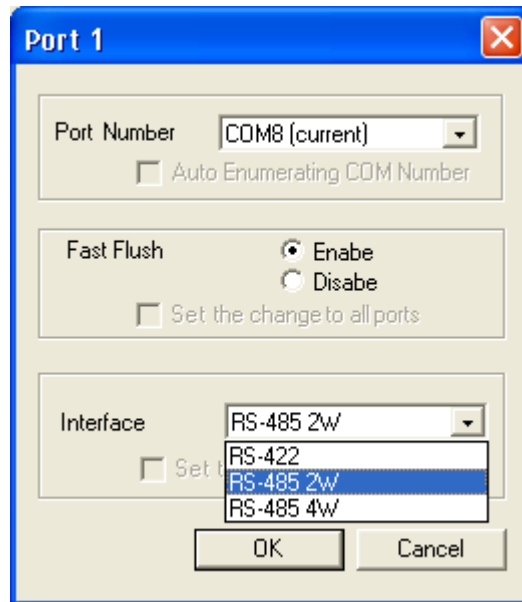 Port 1
Port Number COM8 (current)
Auto Enumerating COM Number
Fast Flush Enabe
Disabe
Set the change to all ports
Interface RS-485 2W
RS-422
Set RS-485 2W
RS-485 4W
OK Cancel